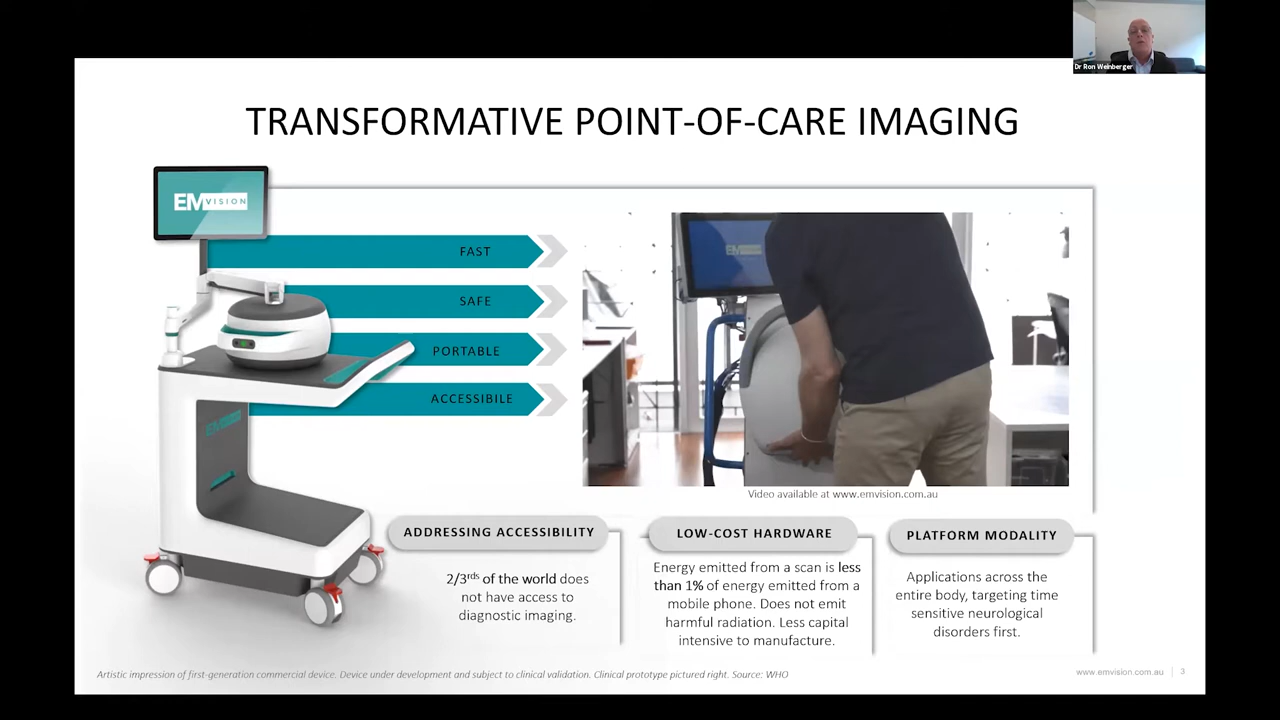 Dr Ron Weinberger
TRANSFORMATIVE POINT-OF-CARE IMAGING
EMVISION
FAST
SAFE
PORTABLE
ACCESSIBILE
EMVISION
EMVISION
Video available at www.emvision.com.au
ADDRESSING ACCESSIBILITY
2/3rds of the world does
not have access to
diagnostic imaging.
LOW-COST HARDWARE
Energy emitted from a scan is less
than 1% of energy emitted from a
mobile phone. Does not emit
harmful radiation. Less capital
intensive to manufacture.
PLATFORM MODALITY
Applications across the
entire body, targeting time
sensitive neurological
disorders first.
Artistic impression of first-generation commercial device. Device under development and subject to clinical validation. Clinical prototype pictured right. Source: WHO
www.emvision.com.au | 3